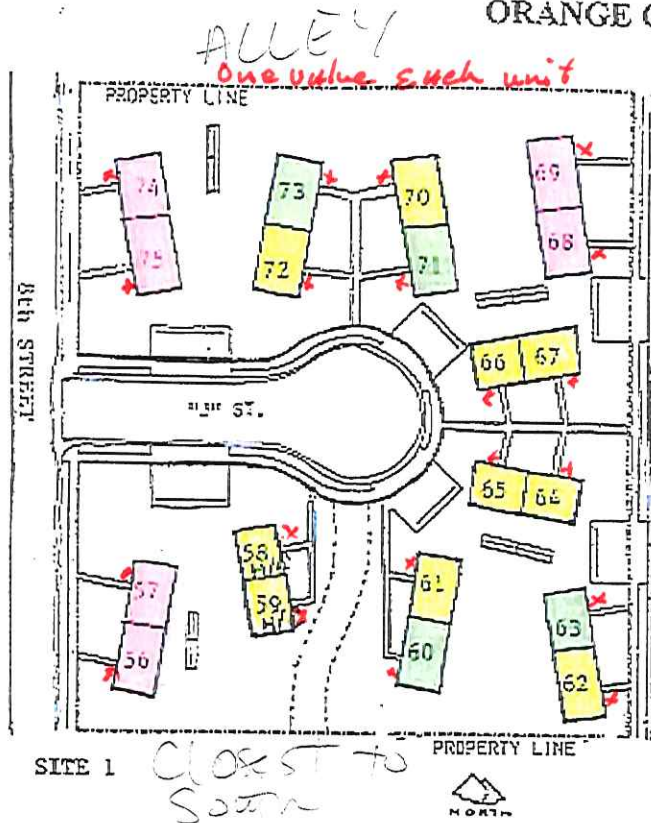 ORANGE
ALLEY
One value each unit
PROPERTY LINE
74
73
70
69
75
72
71
68
8th STREET
66
67
ST.
65
64
58
61
57
59
63
56
60
62
PROPERTY LINE
SITE 1
CLOSEST to
South
NORTH